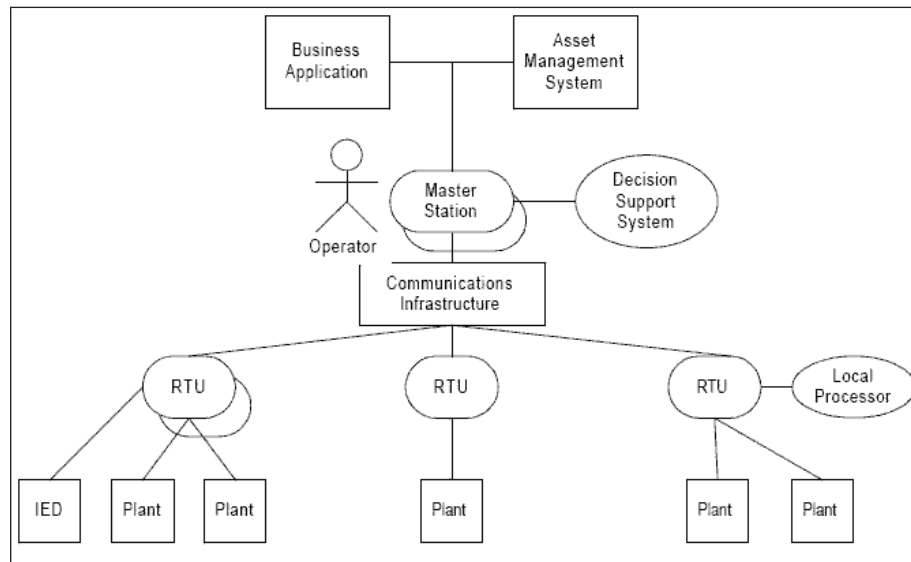 Business
Application
Asset
Management
System
Master
Station
Decision
Support
System
Operator
Communications
Infrastructure
RTU
RTU
RTU
Local
Processor
IED
Plant
Plant
Plant
Plant
Plant